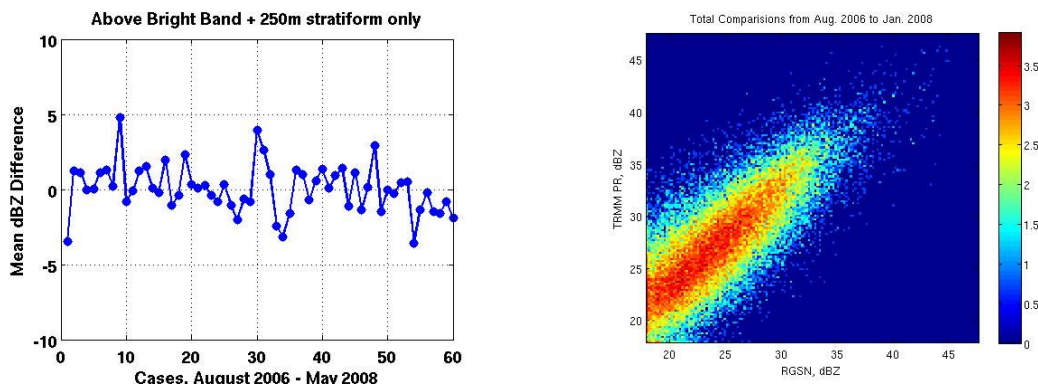 Above Bright Band + 250m stratiform only
10
5
0
-5
-10
Mean dBZ Difference
0 10 20 30 40 50 60
Cases, August 2006 - May 2008
Total Comparisions from Aug. 2006 to Jan. 2008
45
40
35
30
25
20
TRMM PR, dBZ
20 25 30 35 40 45
RGSN, dBZ
3.5
3
2.5
2
1.5
1
0.5
0